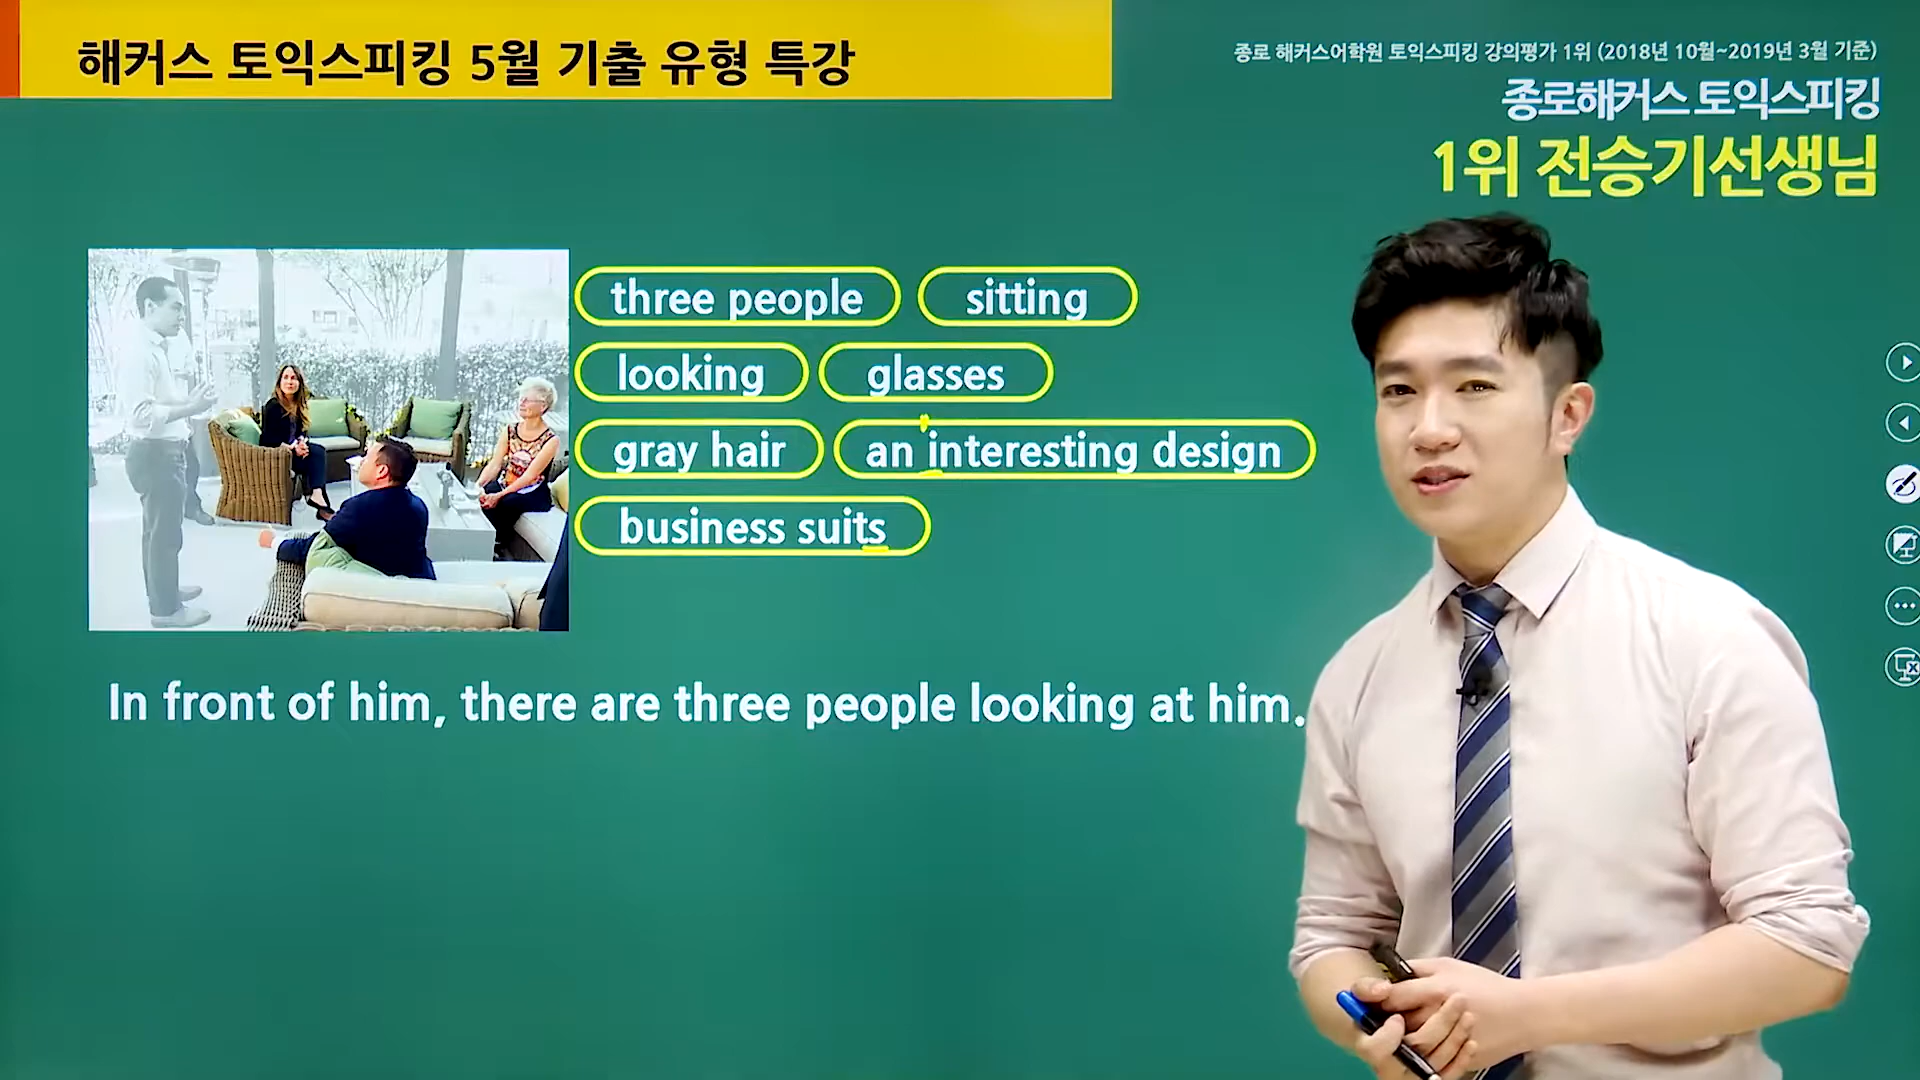 해커스 토익스피킹 5월 기출 유형 특강
종로 해커스어학원 토익스피킹 강의평가 1위 (2018년 10월~2019년 3월 기준)
종로해커스 토익스피킹
1위 전승기선생님
three people sitting
looking glasses
gray hair an interesting design
business suits
In front of him, there are three people looking at him.